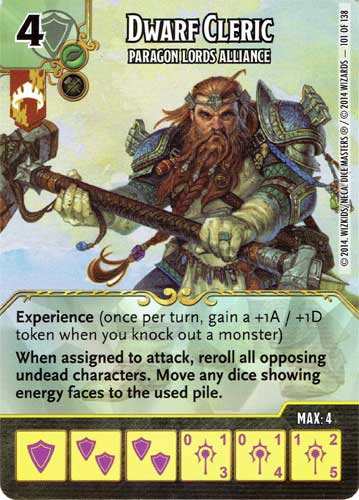 4
DWARF CLERIC
PARAGON LORDS ALLIANCE
© 2014 WIZKIDS/NECA. DICE MASTERS ® / © 2014 WIZARDS — 101 OF 138
Experience (once per turn, gain a +1A / +1D
token when you knock out a monster)
When assigned to attack, reroll all opposing
undead characters. Move any dice showing
energy faces to the used pile.
MAX: 4
0 1 3
0 1 4
1 2 5